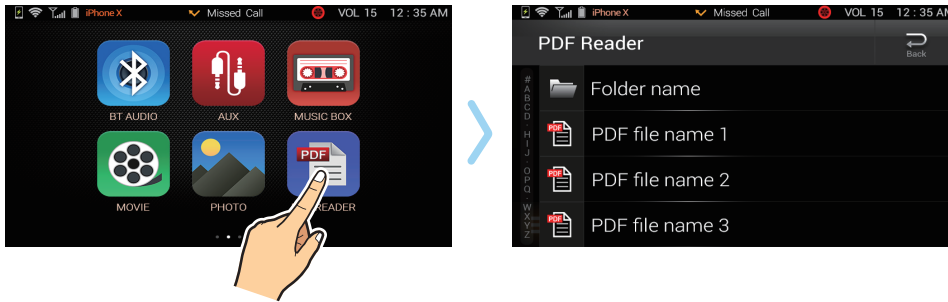 iPhone X Missed Call VOL 15 12 : 35 AM
BT AUDIO AUX MUSIC BOX
PDF
MOVIE PHOTO READER
iPhone X Missed Call VOL 15 12 : 35 AM
PDF Reader
Back
#
A
B
C
D
·
H
I
J
·
O
P
Q
·
W
X
Y
Z
Folder name
PDF
PDF file name 1
PDF
PDF file name 2
PDF
PDF file name 3